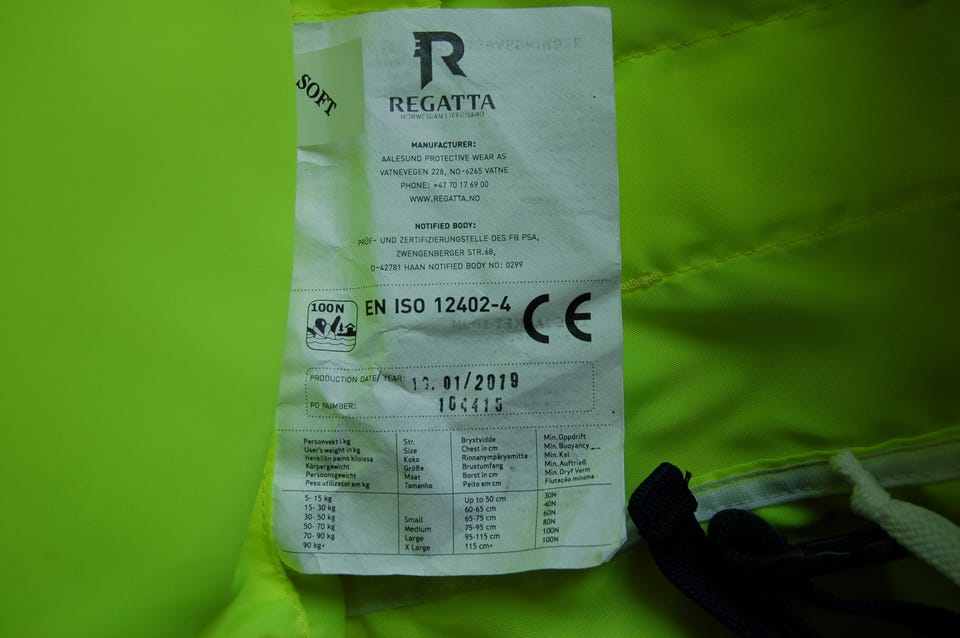 SOFT
R
REGATTA
NORWEGIAN LIFEGUARD
MANUFACTURER:
AALESUND PROTECTIVE WEAR AS
VATNEVEGEN 228, NO-6265 VATNE
PHONE: +47 70 17 69 00
WWW.REGATTA.NO
NOTIFIED BODY:
PRÜF- UND ZERTIFIZIERUNGSTELLE DES FB PSA,
ZWENGENBERGER STR.68,
D-42781 HAAN NOTIFIED BODY NO: 0299
100N EN ISO 12402-4 CE
PRODUCTION DATE/ YEAR: 01/2019
PO NUMBER:
Personvekt i kg Str. Brystvidde Min. Oppdrift
User's weight in kg Size Chest in cm Min. Buoyancy
Henkilön paino kiloissa Koko Rinnanympärysmitta Min. Kel
Körpergewicht Größe Brustumfang Min. Auftrieß
Persoonsgewicht Maat Borst in cm Min. Dryf Verm
Peso utilizador em kg Tamanho Peito em cm Flutação mínima
5- 15 kg Up to 50 cm 30N
15- 30 kg 60-65 cm 40N
30- 50 kg Small 65-75 cm 60N
50- 70 kg Medium 75-95 cm 80N
70- 90 kg Large 95-115 cm 100N
90 kg+ X Large 115 cm+ 100N